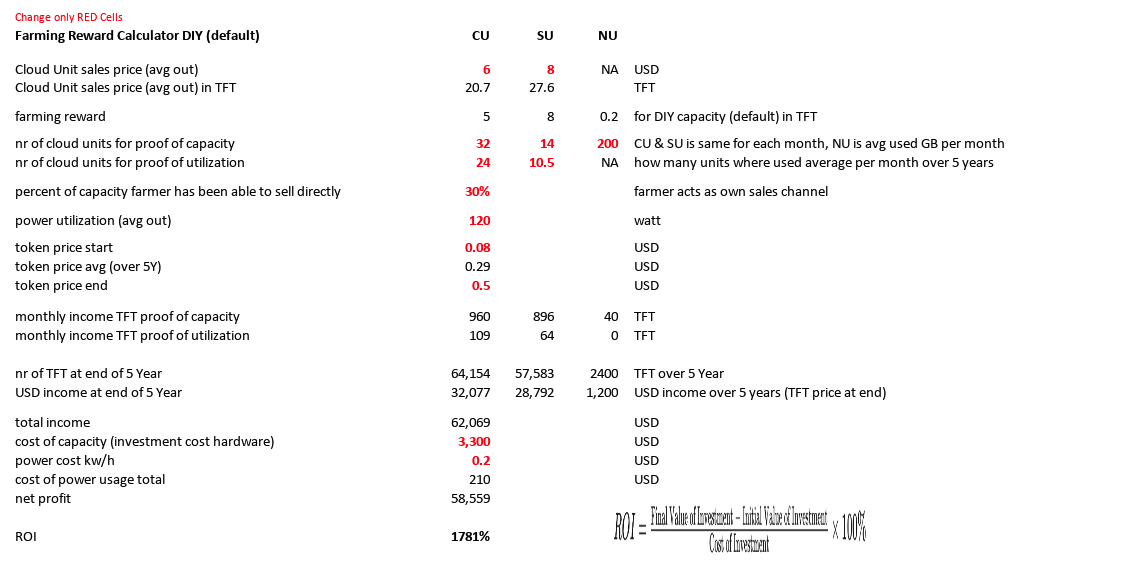 Change only RED Cells
Farming Reward Calculator DIY (default) CU SU NU
Cloud Unit sales price (avg out) 6 8 NA USD
Cloud Unit sales price (avg out) in TFT 20.7 27.6 TFT
farming reward 5 8 0.2 for DIY capacity (default) in TFT
nr of cloud units for proof of capacity 32 14 200 CU & SU is same for each month, NU is avg used GB per month
nr of cloud units for proof of utilization 24 10.5 NA how many units where used average per month over 5 years
percent of capacity farmer has been able to sell directly 30% farmer acts as own sales channel
power utilization (avg out) 120 watt
token price start 0.08 USD
token price avg (over 5Y) 0.29 USD
token price end 0.5 USD
monthly income TFT proof of capacity 960 896 40 TFT
monthly income TFT proof of utilization 109 64 0 TFT
nr of TFT at end of 5 Year 64,154 57,583 2400 TFT over 5 Year
USD income at end of 5 Year 32,077 28,792 1,200 USD income over 5 years (TFT price at end)
total income 62,069 USD
cost of capacity (investment cost hardware) 3,300 USD
power cost kw/h 0.2 USD
cost of power usage total 210 USD
net profit 58,559
ROI 1781%
ROI = Final Value of Investment − Initial Value of Investment / Cost of Investment × 100%